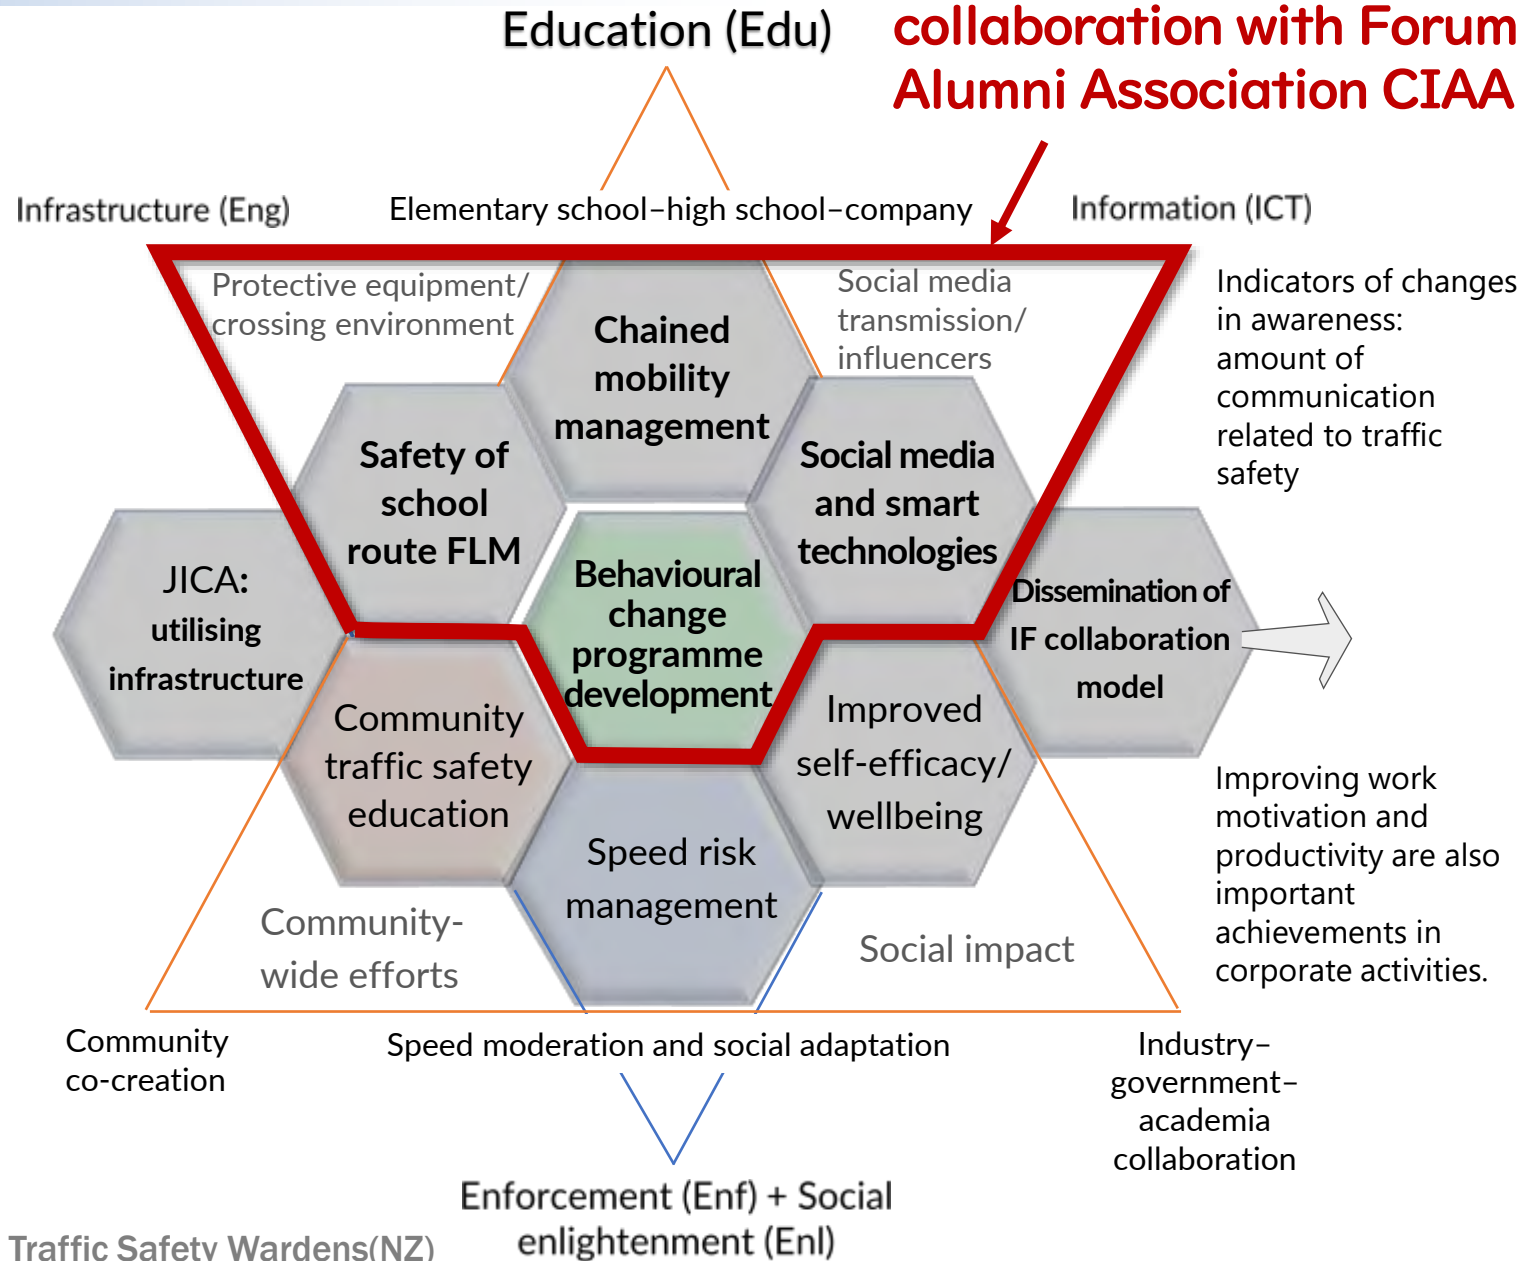 Education (Edu)
collaboration with Forum
Alumni Association CIAA
Infrastructure (Eng)
Elementary school–high school–company
Information (ICT)
Protective equipment/
crossing environment
Social media
transmission/
influencers
Indicators of changes
in awareness:
amount of
communication
related to traffic
safety
Chained
mobility
management
Safety of
school
route FLM
Social media
and smart
technologies
JICA:
utilising
infrastructure
Behavioural
change
programme
development
Dissemination of
IF collaboration
model
Community
traffic safety
education
Improved
self-efficacy/
wellbeing
Speed risk
management
Improving work
motivation and
productivity are also
important
achievements in
corporate activities.
Community-
wide efforts
Social impact
Community
co-creation
Speed moderation and social adaptation
Industry–
government–
academia
collaboration
Enforcement (Enf) + Social
enlightenment (Enl)
Traffic Safety Wardens(NZ)